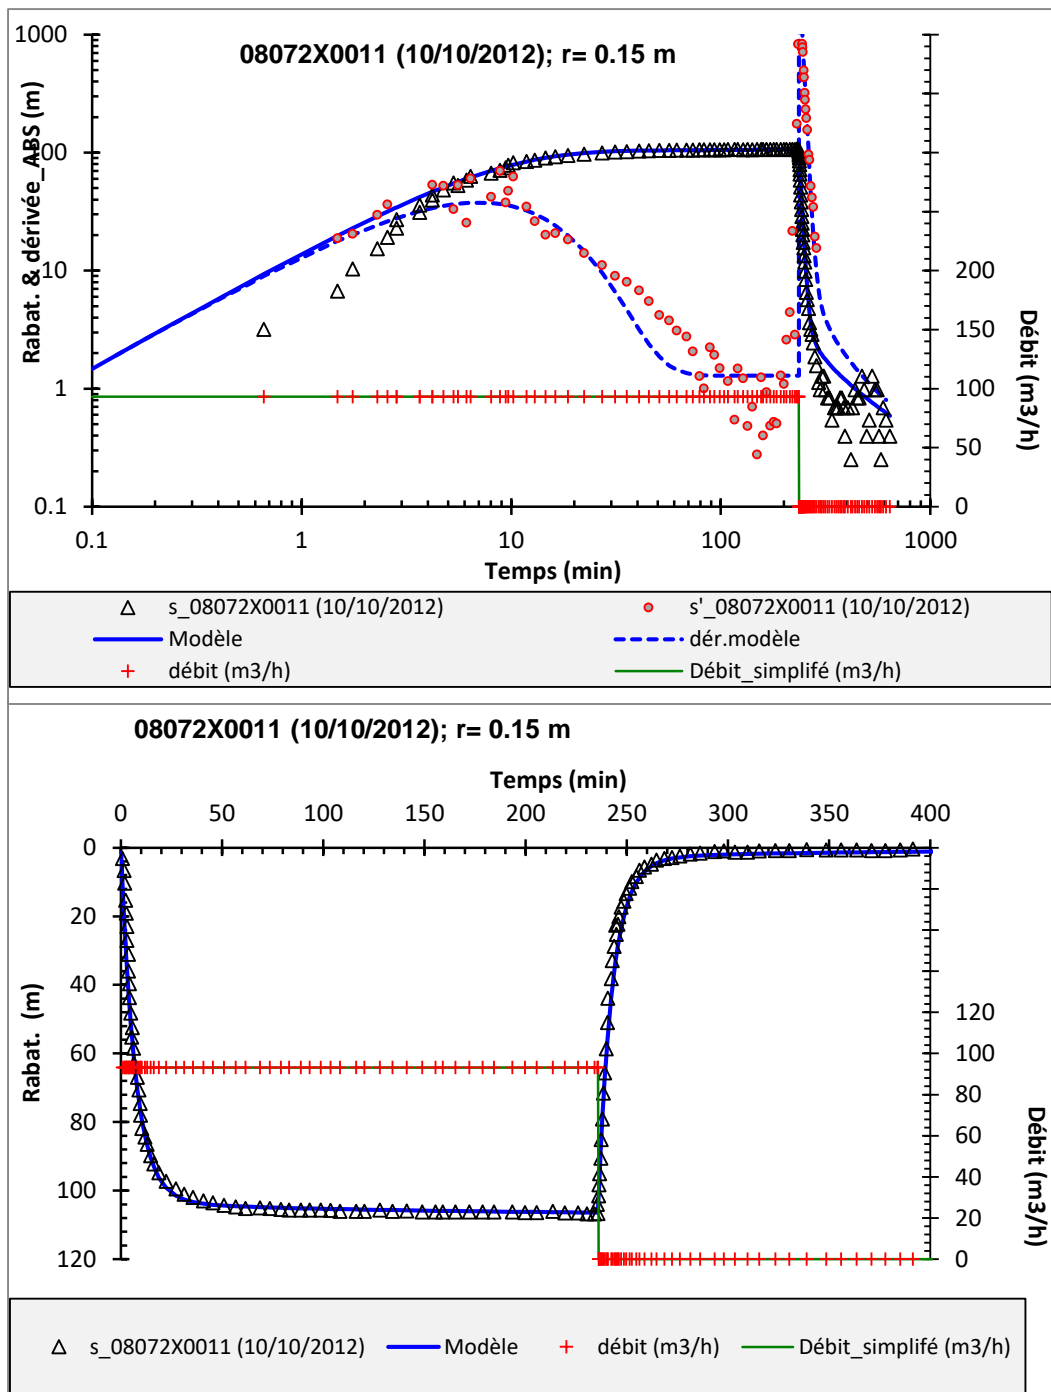 08072X0011 (10/10/2012); r= 0.15 m
1000
100
10
1
0.1
Rabat. & dérivée_ABS (m)
200
150
100
50
0
Débit (m3/h)
0.1 1 10 100 1000
Temps (min)
s_08072X0011 (10/10/2012) s'_08072X0011 (10/10/2012)
Modèle dér.modèle
débit (m3/h) Débit_simplifé (m3/h)
08072X0011 (10/10/2012); r= 0.15 m
Temps (min)
0 50 100 150 200 250 300 350 400
0
20
40
60
80
100
120
Rabat. (m)
120
100
80
60
40
20
0
Débit (m3/h)
s_08072X0011 (10/10/2012) Modèle débit (m3/h) Débit_simplifé (m3/h)